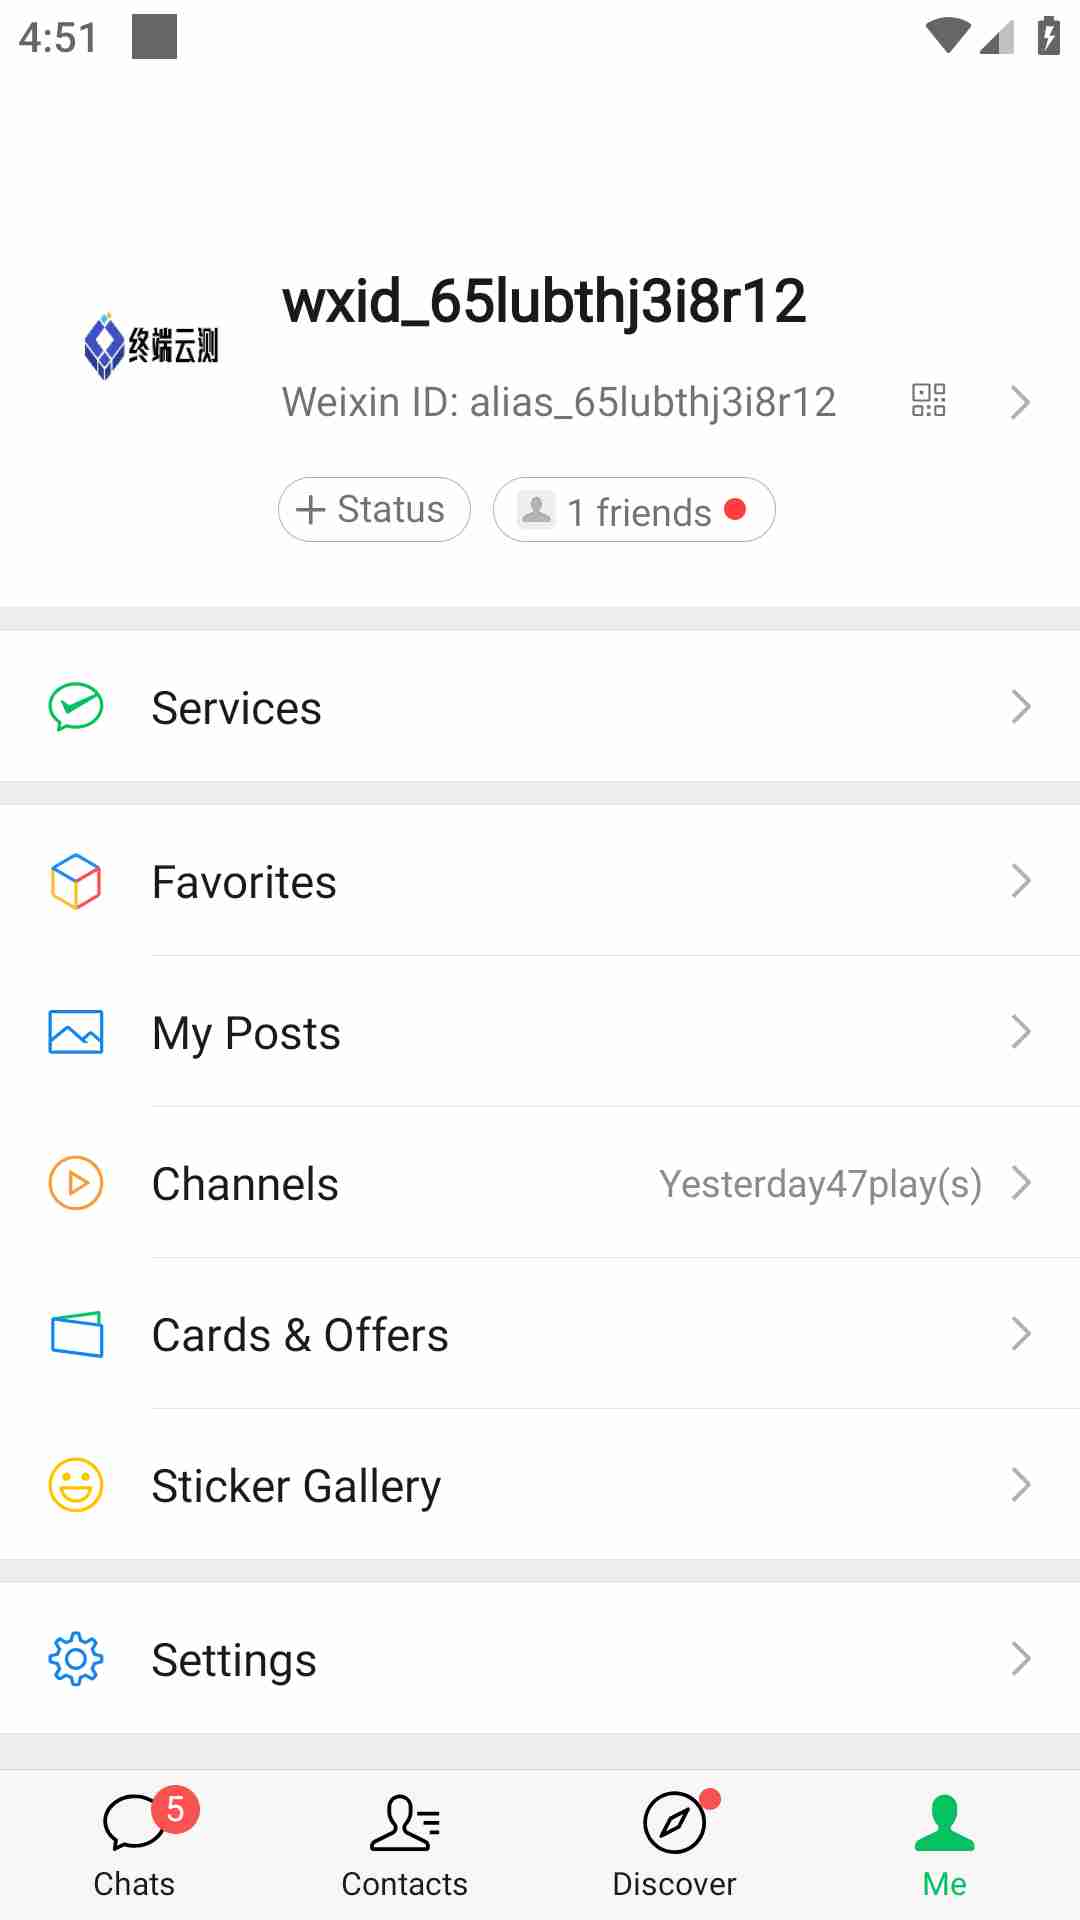 4:51
wxid_65lubthj3i8r12
终端云测
Weixin ID: alias_65lubthj3i8r12
Status
1 friends
Services
Favorites
My Posts
Channels
Yesterday47play(s)
Cards & Offers
Sticker Gallery
Settings
5
Chats
Contacts
Discover
Me